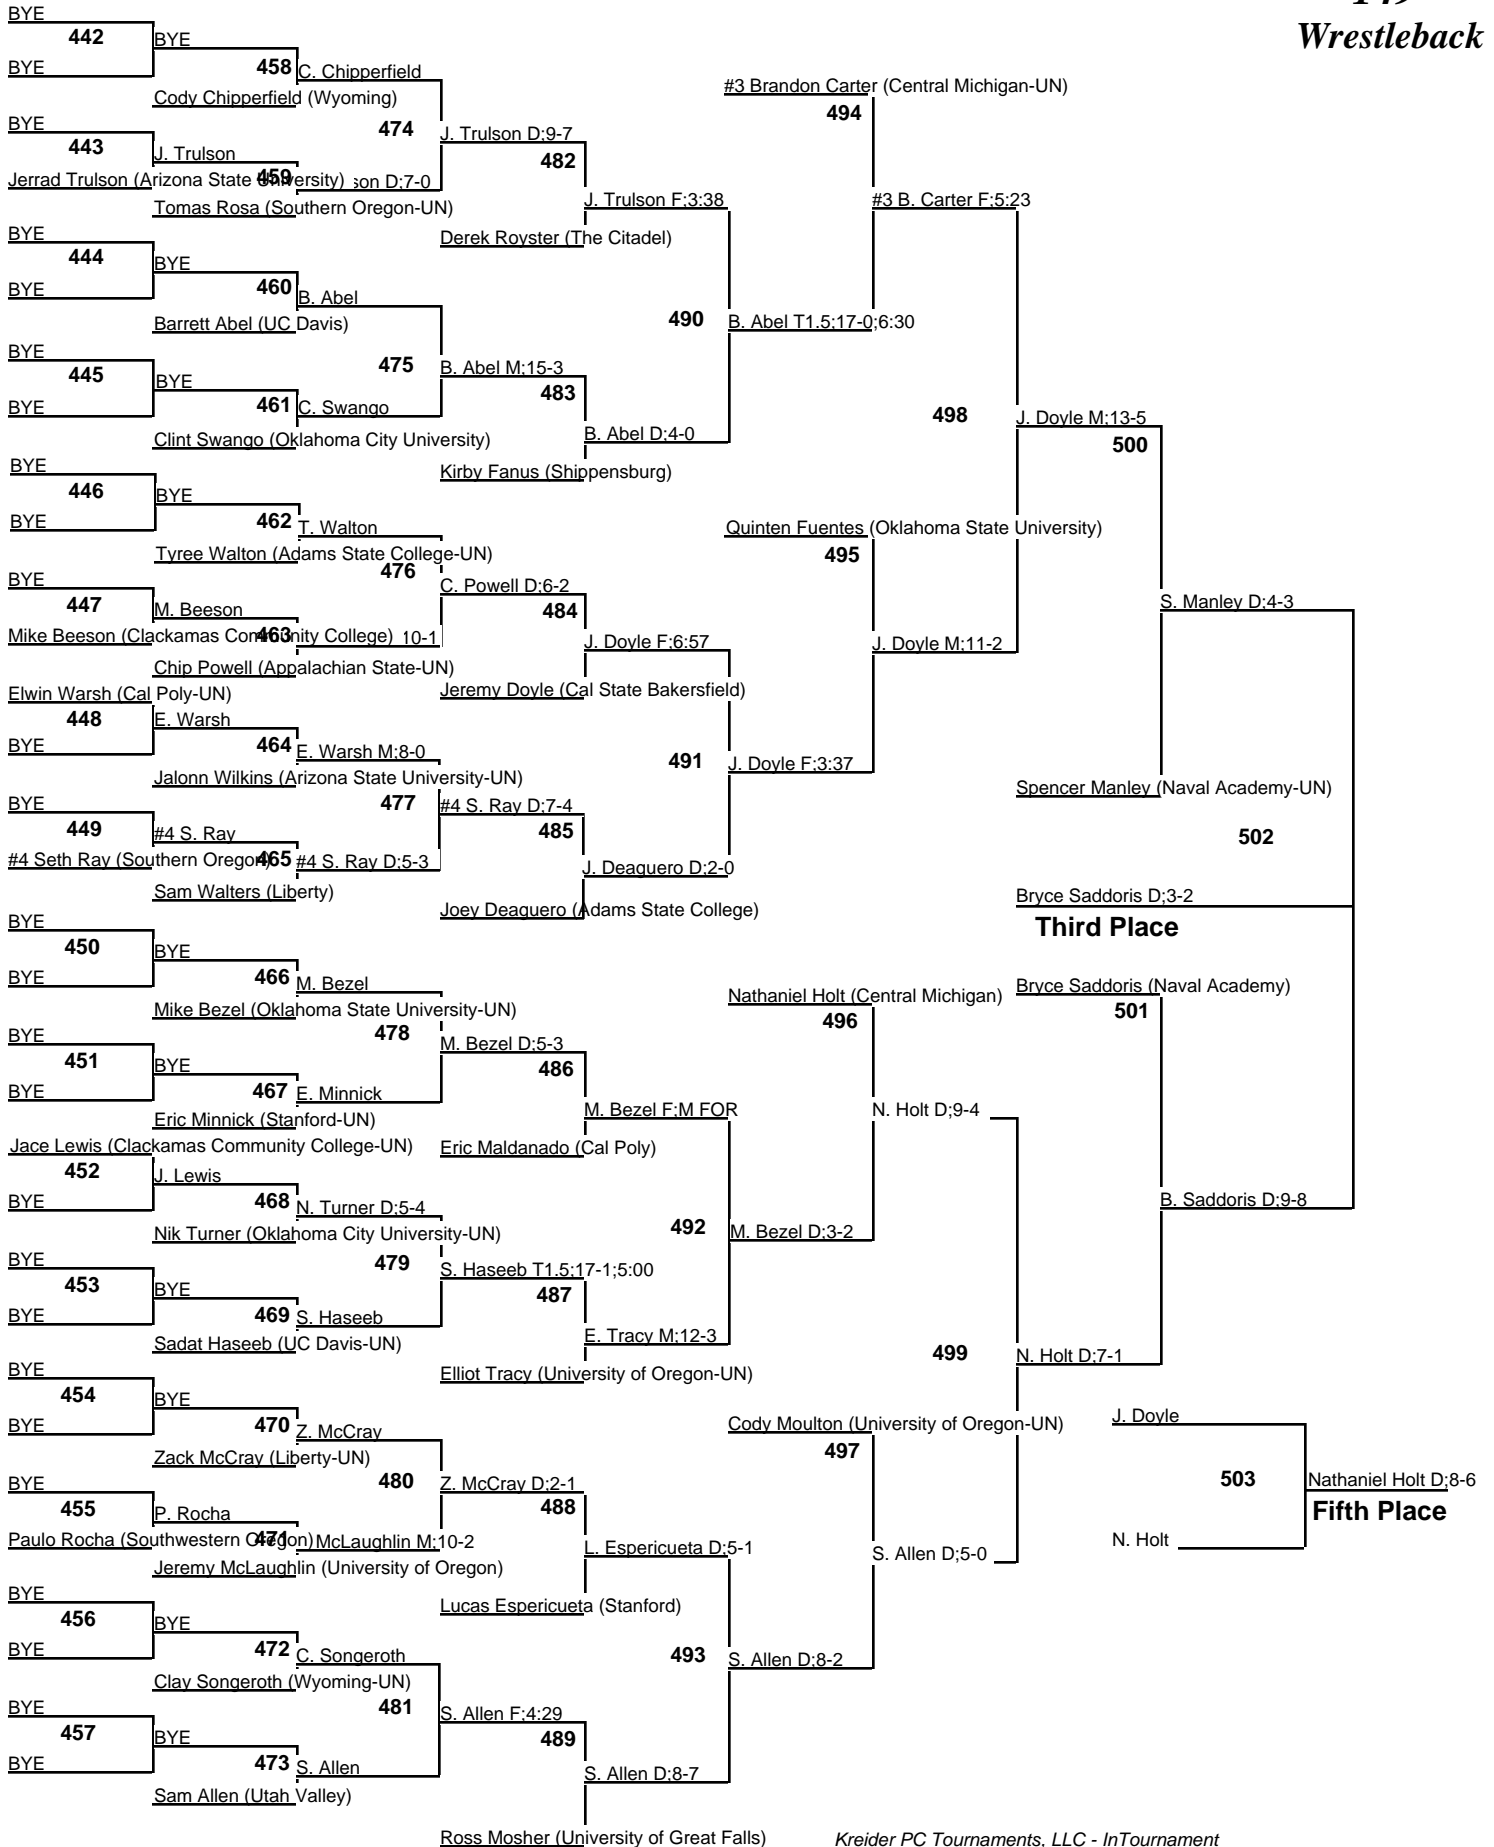 Wrestleback
BYE
442
BYE
BYE
458
C. Chipperfield
Cody Chipperfield (Wyoming)
BYE
443
J. Trulson
Jerrad Trulson (Arizona State University)
459
son D;7-0
Tomas Rosa (Southern Oregon-UN)
474
J. Trulson D;9-7
482
J. Trulson F;3:38
Derek Royster (The Citadel)
BYE
444
BYE
BYE
460
B. Abel
Barrett Abel (UC Davis)
BYE
445
BYE
BYE
461
C. Swango
Clint Swango (Oklahoma City University)
475
B. Abel M;15-3
483
B. Abel D;4-0
Kirby Fanus (Shippensburg)
490
B. Abel T1.5;17-0;6:30
#3 Brandon Carter (Central Michigan-UN)
494
#3 B. Carter F;5:23
BYE
446
BYE
BYE
462
T. Walton
Tyree Walton (Adams State College-UN)
BYE
447
M. Beeson
Mike Beeson (Clackamas Community College)
463
10-1
Chip Powell (Appalachian State-UN)
476
C. Powell D;6-2
484
J. Doyle F;6:57
Jeremy Doyle (Cal State Bakersfield)
Elwin Warsh (Cal Poly-UN)
448
BYE
E. Warsh
464
E. Warsh M;8-0
Jalonn Wilkins (Arizona State University-UN)
BYE
449
#4 S. Ray
#4 Seth Ray (Southern Oregon)
465
#4 S. Ray D;5-3
Sam Walters (Liberty)
477
#4 S. Ray D;7-4
485
J. Deaguero D;2-0
Joey Deaguero (Adams State College)
491
J. Doyle F;3:37
Quinten Fuentes (Oklahoma State University)
495
J. Doyle M;11-2
498
J. Doyle M;13-5
500
S. Manley D;4-3
Spencer Manley (Naval Academy-UN)
502
Bryce Saddoris D;3-2
Third Place
BYE
450
BYE
BYE
466
M. Bezel
Mike Bezel (Oklahoma State University-UN)
BYE
451
BYE
BYE
467
E. Minnick
Eric Minnick (Stanford-UN)
478
M. Bezel D;5-3
486
M. Bezel F;M FOR
Eric Maldanado (Cal Poly)
Jace Lewis (Clackamas Community College-UN)
452
BYE
J. Lewis
468
N. Turner D;5-4
Nik Turner (Oklahoma City University-UN)
BYE
453
BYE
BYE
469
S. Haseeb
Sadat Haseeb (UC Davis-UN)
479
S. Haseeb T1.5;17-1;5:00
487
E. Tracy M;12-3
Elliot Tracy (University of Oregon-UN)
492
M. Bezel D;3-2
Nathaniel Holt (Central Michigan)
496
N. Holt D;9-4
Bryce Saddoris (Naval Academy)
501
B. Saddoris D;9-8
BYE
454
BYE
BYE
470
Z. McCray
Zack McCray (Liberty-UN)
BYE
455
P. Rocha
Paulo Rocha (Southwestern Oregon)
471
McLaughlin M;10-2
Jeremy McLaughlin (University of Oregon)
480
Z. McCray D;2-1
488
L. Espericueta D;5-1
Lucas Espericueta (Stanford)
BYE
456
BYE
BYE
472
C. Songeroth
Clay Songeroth (Wyoming-UN)
BYE
457
BYE
BYE
473
S. Allen
Sam Allen (Utah Valley)
481
S. Allen F;4:29
489
S. Allen D;8-7
Ross Mosher (University of Great Falls)
493
S. Allen D;8-2
Cody Moulton (University of Oregon-UN)
497
S. Allen D;5-0
499
N. Holt D;7-1
J. Doyle
503
N. Holt
Nathaniel Holt D;8-6
Fifth Place
Kreider PC Tournaments, LLC - InTournament